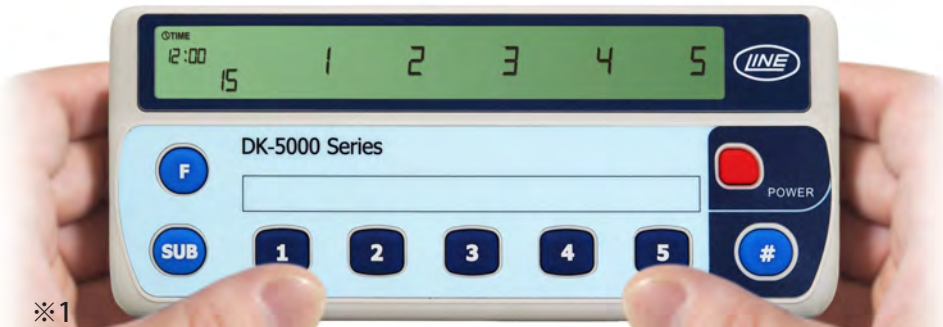 TIME
12:00
15 1 2 3 4 5
LINE
DK-5000 Series
F
POWER
SUB 1 2 3 4 5 #
※1